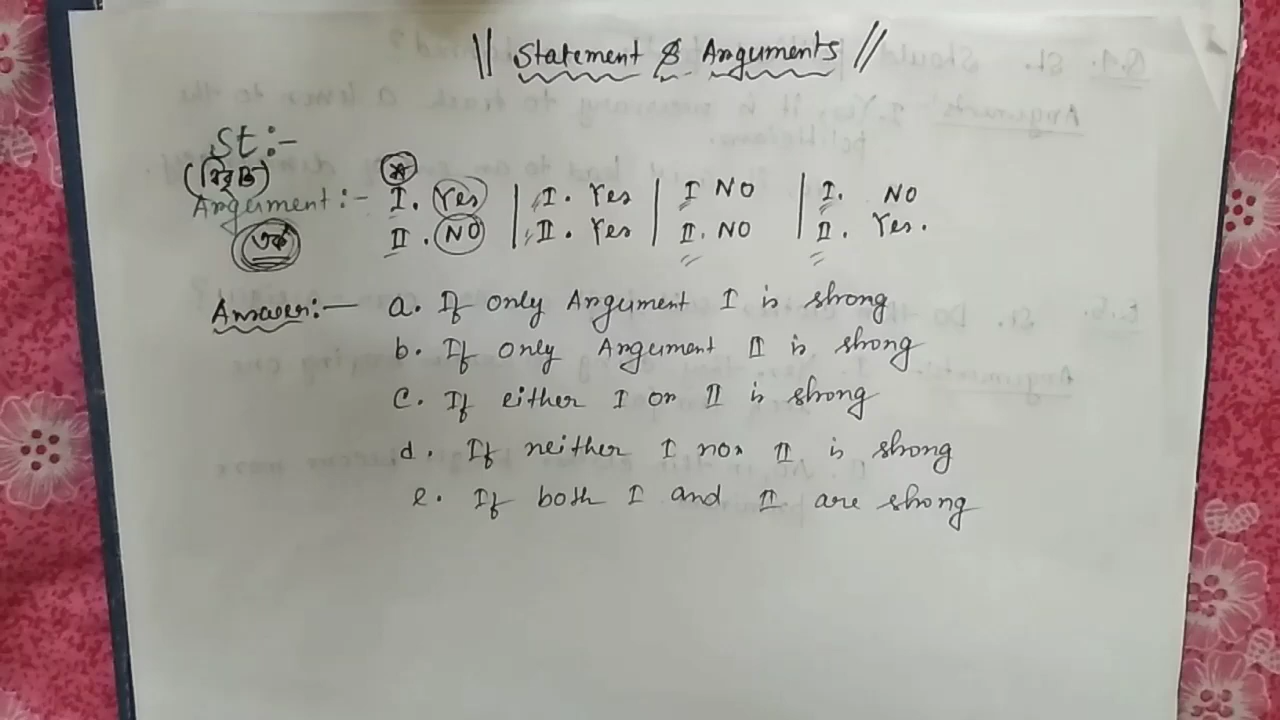 || Statement & Arguments //
St:-
(বিবৃতি)
Argument:- I. Yes | I. Yes | I NO | I. NO
তর্ক II. NO | II. Yes | II. NO | II. Yes.
Answer:— a. If only Argument I is strong
b. If only Argument II is strong
c. If either I or II is strong
d. If neither I nor II is strong
e. If both I and II are strong